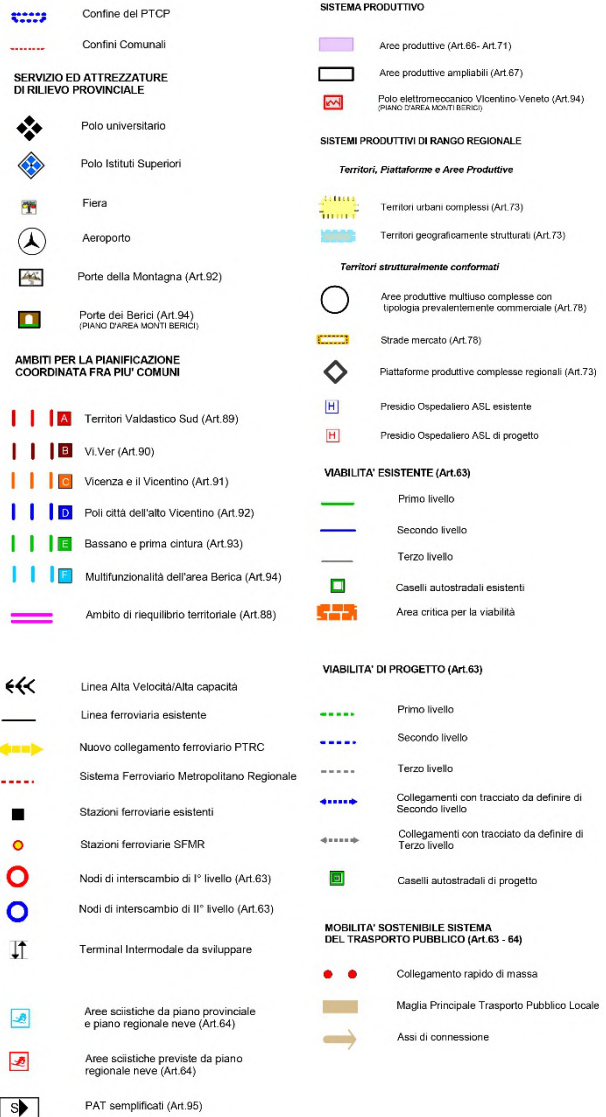 Confine del PTCP
Confini Comunali
SERVIZIO ED ATTREZZATURE
DI RILIEVO PROVINCIALE
Polo universitario
Polo Istituti Superiori
Fiera
Aeroporto
Porte della Montagna (Art.92)
Porte dei Berici (Art.94)
(PIANO D'AREA MONTI BERICI)
AMBITI PER LA PIANIFICAZIONE
COORDINATA FRA PIU' COMUNI
A Territori Valdastico Sud (Art.89)
B Vi.Ver (Art.90)
C Vicenza e il Vicentino (Art.91)
D Poli città dell'alto Vicentino (Art.92)
E Bassano e prima cintura (Art.93)
F Multifunzionalità dell'area Berica (Art.94)
Ambito di riequilibrio territoriale (Art.88)
Linea Alta Velocità/Alta capacità
Linea ferroviaria esistente
Nuovo collegamento ferroviario PTRC
Sistema Ferroviario Metropolitano Regionale
Stazioni ferroviarie esistenti
Stazioni ferroviarie SFMR
Nodi di interscambio di I° livello (Art.63)
Nodi di interscambio di II° livello (Art.63)
Terminal Intermodale da sviluppare
Aree sciistiche da piano provinciale
e piano regionale neve (Art.64)
Aree sciistiche previste da piano
regionale neve (Art.64)
S PAT semplificati (Art.95)
SISTEMA PRODUTTIVO
Aree produttive (Art.66- Art.71)
Aree produttive ampliabili (Art.67)
Polo elettromeccanico VIcentino-Veneto (Art.94)
(PIANO D'AREA MONTI BERICI)
SISTEMI PRODUTTIVI DI RANGO REGIONALE
Territori, Piattaforme e Aree Produttive
Territori urbani complessi (Art.73)
Territori geograficamente strutturati (Art.73)
Territori strutturalmente conformati
Aree produttive multiuso complesse con
tipologia prevalentemente commerciale (Art.78)
Strade mercato (Art.78)
Piattaforme produttive complesse regionali (Art.73)
H Presidio Ospedaliero ASL esistente
H Presidio Ospedaliero ASL di progetto
VIABILITA' ESISTENTE (Art.63)
Primo livello
Secondo livello
Terzo livello
Caselli autostradali esistenti
Area critica per la viabilità
VIABILITA' DI PROGETTO (Art.63)
Primo livello
Secondo livello
Terzo livello
Collegamenti con tracciato da definire di
Secondo livello
Collegamenti con tracciato da definire di
Terzo livello
Caselli autostradali di progetto
MOBILITA' SOSTENIBILE SISTEMA
DEL TRASPORTO PUBBLICO (Art.63 - 64)
Collegamento rapido di massa
Maglia Principale Trasporto Pubblico Locale
Assi di connessione